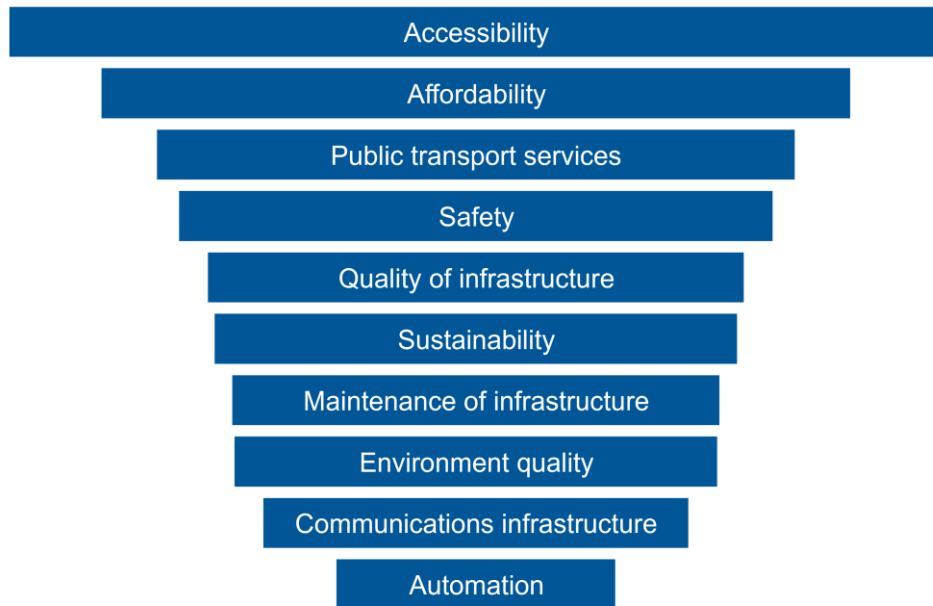 Accessibility
Affordability
Public transport services
Safety
Quality of infrastructure
Sustainability
Maintenance of infrastructure
Environment quality
Communications infrastructure
Automation